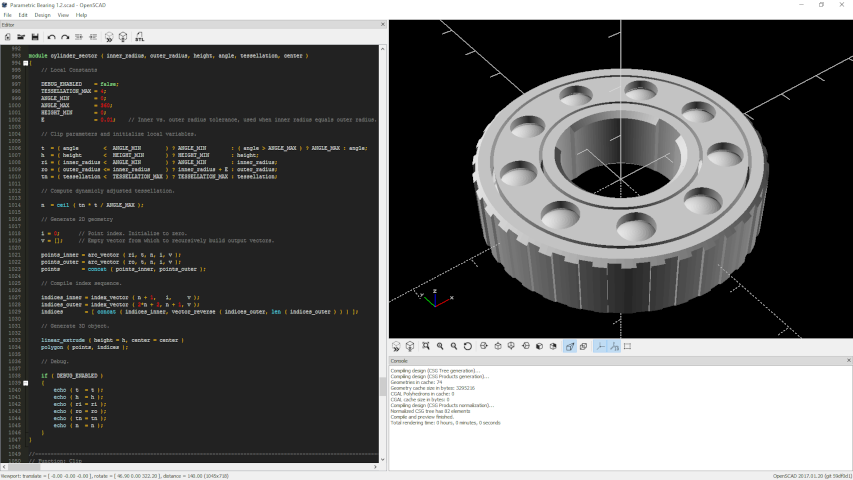 Parametric Bearing 1.2.scad - OpenSCAD
File Edit Design View Help
Editor
STL
992
993 module cylinder_sector ( inner_radius, outer_radius, height, angle, tessellation, center )
994 {
995 // Local Constants
996
997 DEBUG_ENABLED = false;
998 TESSELLATION_MAX =
999 ANGLE_MIN =
1000 ANGLE_MAX = 360;
1001 HEIGHT_MIN =
1002 E = 0.01; // Inner vs. outer radius tolerance, used when inner radius equals outer radius.
1003
1004 // Clip parameters and initialize local variables.
1005
1006 t = ( angle < ANGLE_MIN ) ? ANGLE_MIN : ( angle > ANGLE_MAX ) ? ANGLE_MAX : angle;
1007 h = ( height < HEIGHT_MIN ) ? HEIGHT_MIN : height;
1008 ri = ( inner_radius < ANGLE_MIN ) ? ANGLE_MIN : inner_radius;
1009 ro = ( outer_radius <= inner_radius ) ? inner_radius + E : outer_radius;
1010 tn = ( tessellation < TESSELLATION_MAX ) ? TESSELLATION_MAX : tessellation;
1011
1012 // Compute dynamicly adjusted tessellation.
1013
1014 n = ceil ( tn * t / ANGLE_MAX );
1015
1016 // Generate 2D geometry
1017
1018 i = 0; // Point index. Initialize to zero.
1019 v = []; // Empty vector from which to recursively build output vectors.
1020
1021 points_inner = arc_vector ( ri, t, n, i, v );
1022 points_outer = arc_vector ( ro, t, n, i, v );
1023 points = concat ( points_inner, points_outer );
1024
1025 // Compile index sequence.
1026
1027 indices_inner = index_vector ( n + 1, i, v );
1028 indices_outer = index_vector ( 2*n + 2, n + 1, v );
1029 indices = [ concat ( indices_inner, vector_reverse ( indices_outer, len ( indices_outer ) ) ) ];
1030
1031 // Generate 3D object.
1032
1033 linear_extrude ( height = h, center = center )
1034 polygon ( points, indices );
1035
1036 // Debug.
1037
1038 if ( DEBUG_ENABLED )
1039 {
1040 echo ( t = t );
1041 echo ( h = h );
1042 echo ( ri = ri );
1043 echo ( ro = ro );
1044 echo ( tn = tn );
1045 echo ( n = n );
1046 }
1047 }
1048
1049 //
1050 // Function: Clip
z
y
x
Console
Compiling design (CSG Tree generation)...
Compiling design (CSG Products generation)...
Geometries in cache: 74
Geometry cache size in bytes: 3295216
CGAL Polyhedrons in cache: 0
CGAL cache size in bytes: 0
Compiling design (CSG Products normalization)...
Normalized CSG tree has 82 elements
Compile and preview finished.
Total rendering time: 0 hours, 0 minutes, 0 seconds
Viewport: translate = [ -0.00 -0.00 -0.00 ], rotate = [ 46.90 0.00 322.20 ], distance = 140.00 (1049x718)
OpenSCAD 2017.01.20 (git 59dfb11)